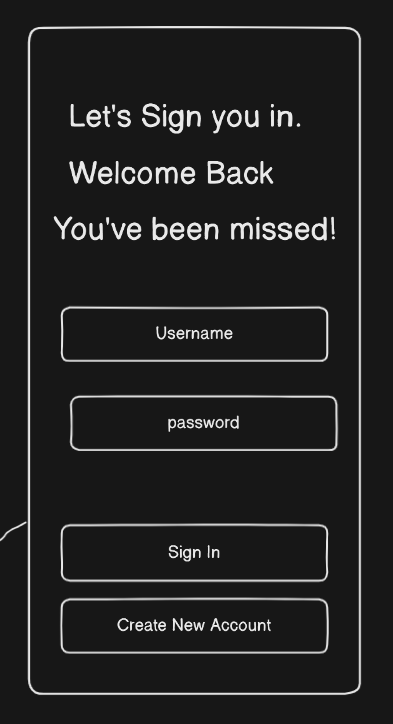 Let's Sign you in.
Welcome Back
You've been missed!
Username
password
Sign In
Create New Account